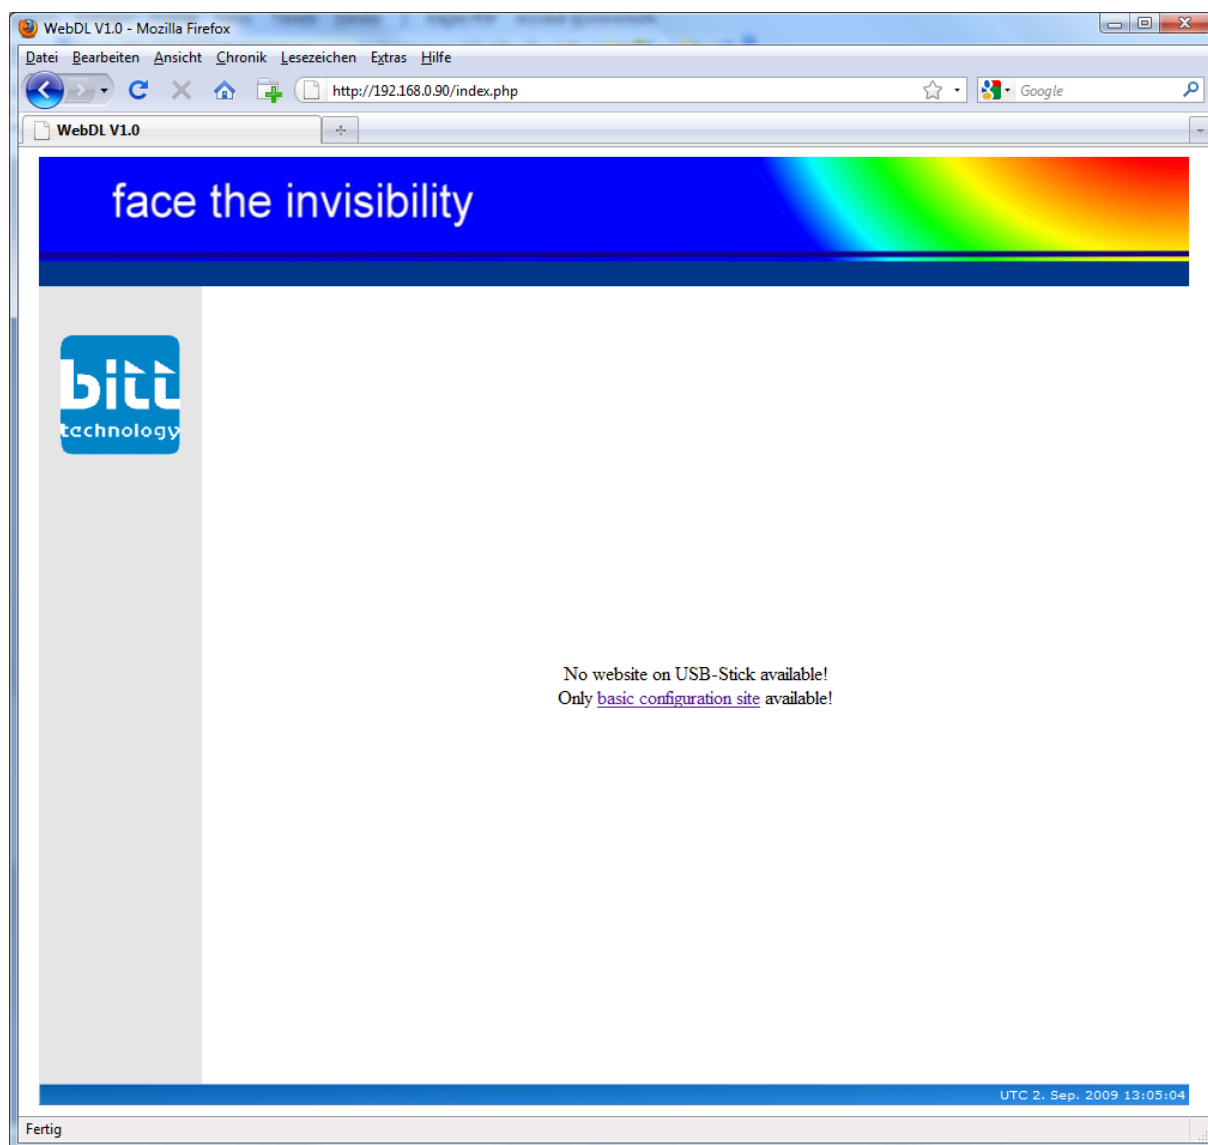 WebDL V1.0 - Mozilla Firefox
Datei Bearbeiten Ansicht Chronik Lesezeichen Extras Hilfe
http://192.168.0.90/index.php Google
WebDL V1.0
face the invisibility
bitt
technology
No website on USB-Stick available!
Only basic configuration site available!
UTC 2. Sep. 2009 13:05:04
Fertig